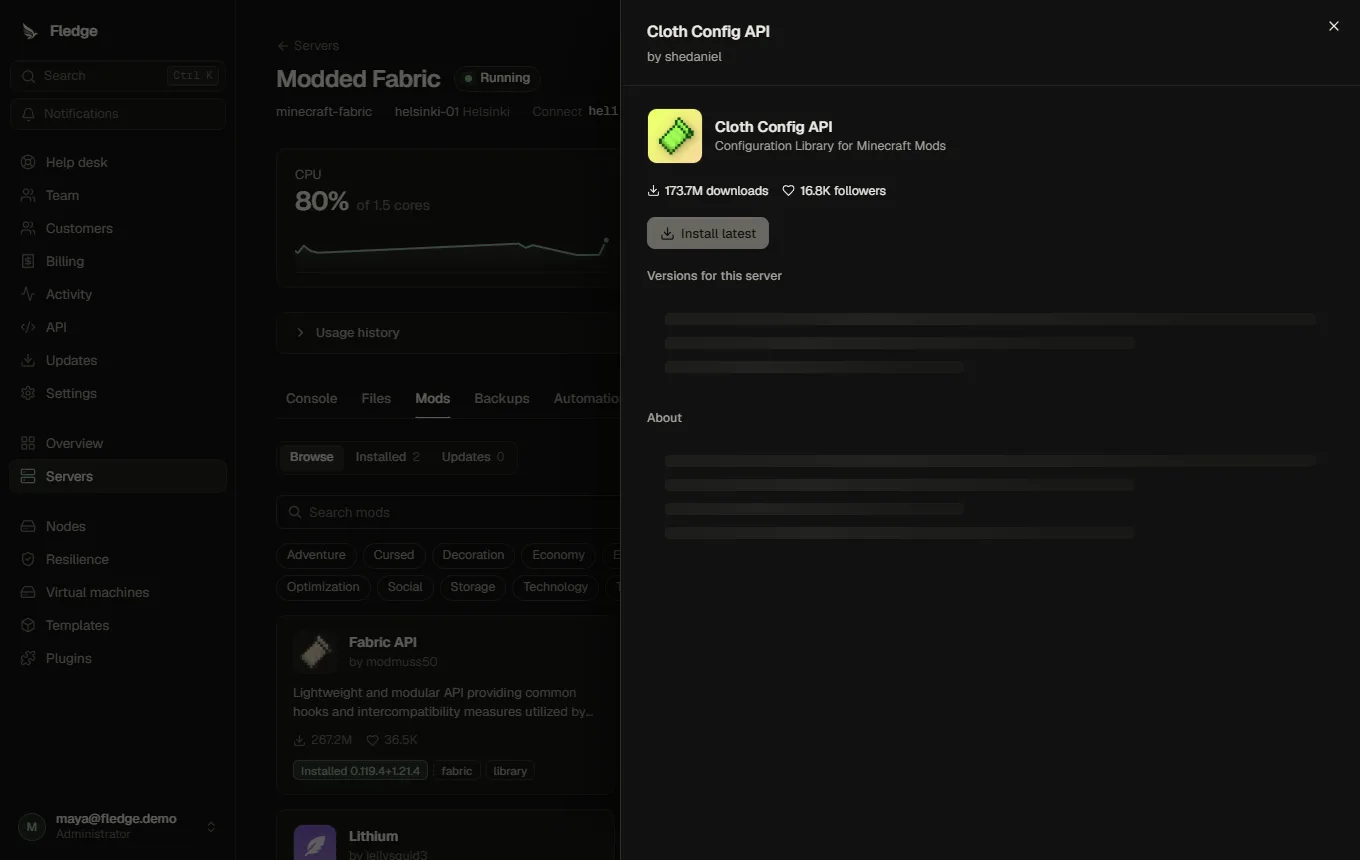 Fledge
Search
Ctrl K
Notifications
Help desk
Team
Customers
Billing
Activity
API
Updates
Settings
Overview
Servers
Nodes
Resilience
Virtual machines
Templates
Plugins
M
maya@fledge.demo
Administrator
Servers
Modded Fabric
Running
minecraft-fabric helsinki-01 Helsinki Connect hell
CPU
80% of 1.5 cores
Usage history
Console Files Mods Backups Automatio
Browse Installed 2 Updates 0
Search mods
Adventure Cursed Decoration Economy E
Optimization Social Storage Technology T
Fabric API
by modmuss50
Lightweight and modular API providing common
hooks and intercompatibility measures utilized by...
267.2M 36.5K
Installed 0.119.4+1.21.4 fabric library
Lithium
by jellysquid3
Cloth Config API
by shedaniel
Cloth Config API
Configuration Library for Minecraft Mods
173.7M downloads 16.8K followers
Install latest
Versions for this server
About